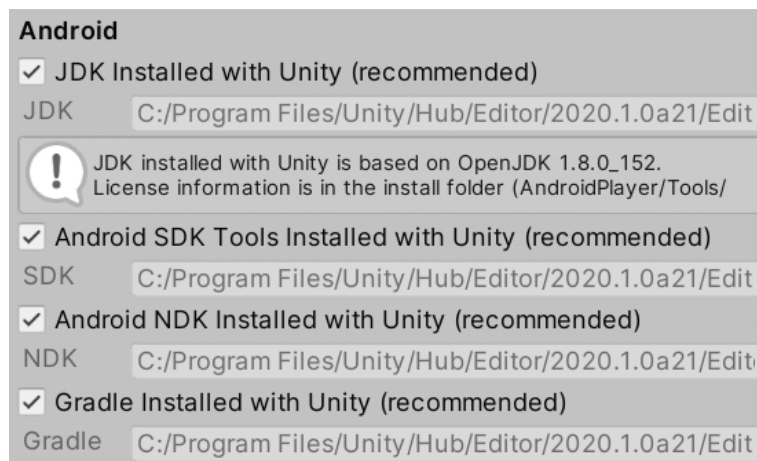 Android
JDK Installed with Unity (recommended)
JDK C:/Program Files/Unity/Hub/Editor/2020.1.0a21/Edit
JDK installed with Unity is based on OpenJDK 1.8.0_152.
License information is in the install folder (AndroidPlayer/Tools/
Android SDK Tools Installed with Unity (recommended)
SDK C:/Program Files/Unity/Hub/Editor/2020.1.0a21/Edit
Android NDK Installed with Unity (recommended)
NDK C:/Program Files/Unity/Hub/Editor/2020.1.0a21/Edit
Gradle Installed with Unity (recommended)
Gradle C:/Program Files/Unity/Hub/Editor/2020.1.0a21/Edit